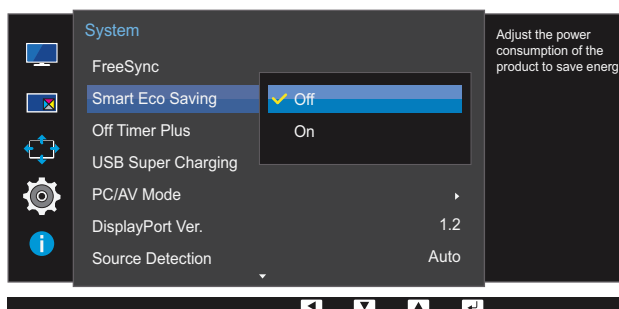 System
Adjust the power
consumption of the
product to save energ
FreeSync
Smart Eco Saving
Off
Off Timer Plus
On
USB Super Charging
PC/AV Mode
DisplayPort Ver.
1.2
Source Detection
Auto